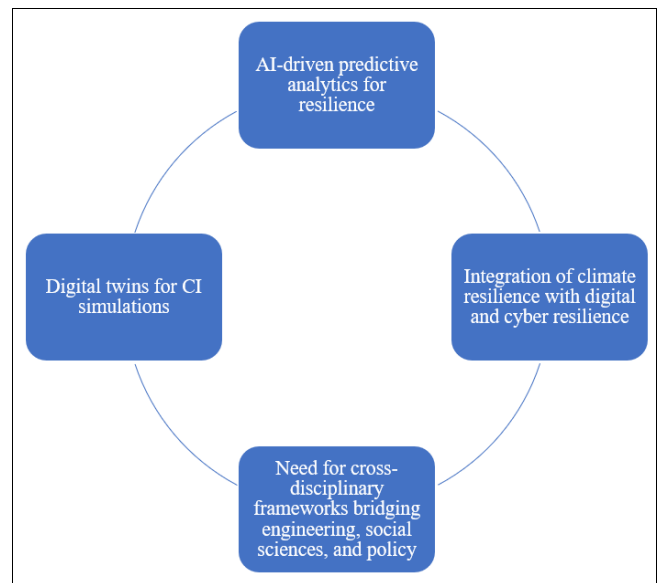 AI-driven predictive
analytics for
resilience
Integration of climate
resilience with digital
and cyber resilience
Need for cross-
disciplinary
frameworks bridging
engineering, social
sciences, and policy
Digital twins for CI
simulations